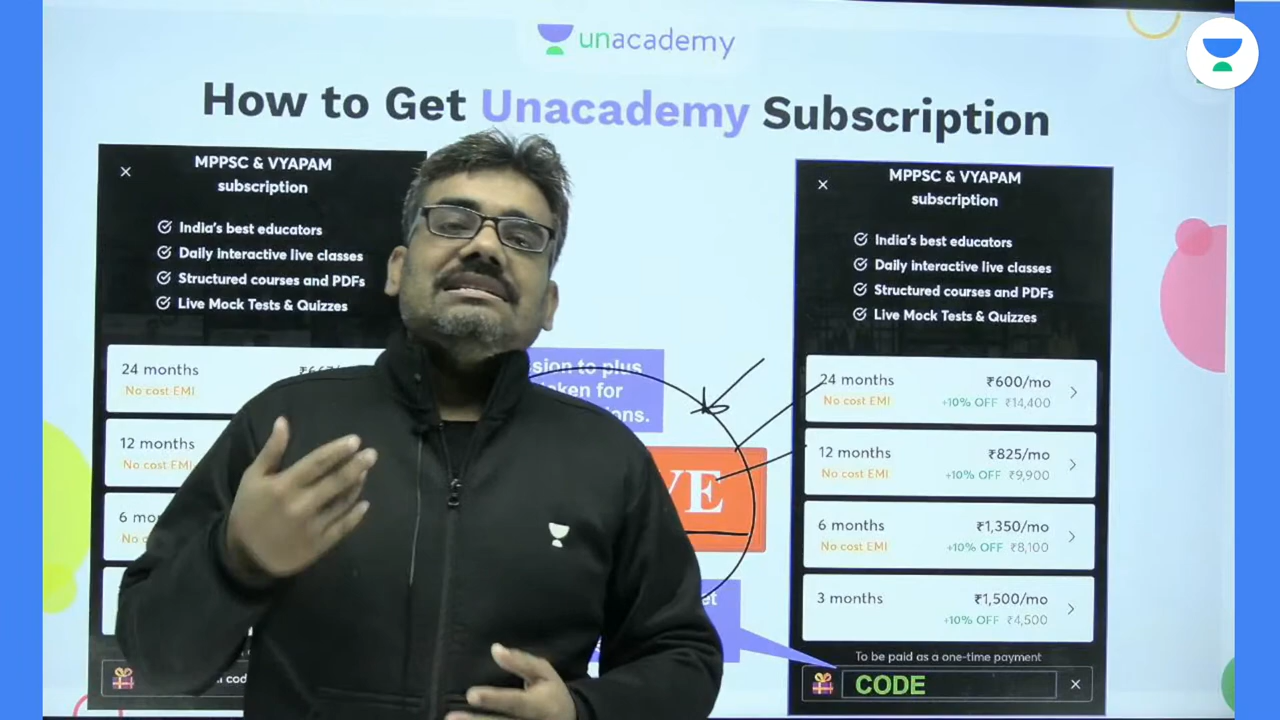 unacademy
How to Get Unacademy Subscription
MPPSC & VYAPAM
subscription
India's best educators
Daily interactive live classes
Structured courses and PDFs
Live Mock Tests & Quizzes
24 months
No cost EMI
12 months
No cost EMI
6
to plus
taken for
MPPSC & VYAPAM
subscription
India's best educators
Daily interactive live classes
Structured courses and PDFs
Live Mock Tests & Quizzes
24 months ₹600/mo
No cost EMI +10% OFF ₹14,400
12 months ₹825/mo
No cost EMI +10% OFF ₹9,900
6 months ₹1,350/mo
No cost EMI +10% OFF ₹8,100
3 months ₹1,500/mo
+10% OFF ₹4,500
To be paid as a one-time payment
CODE